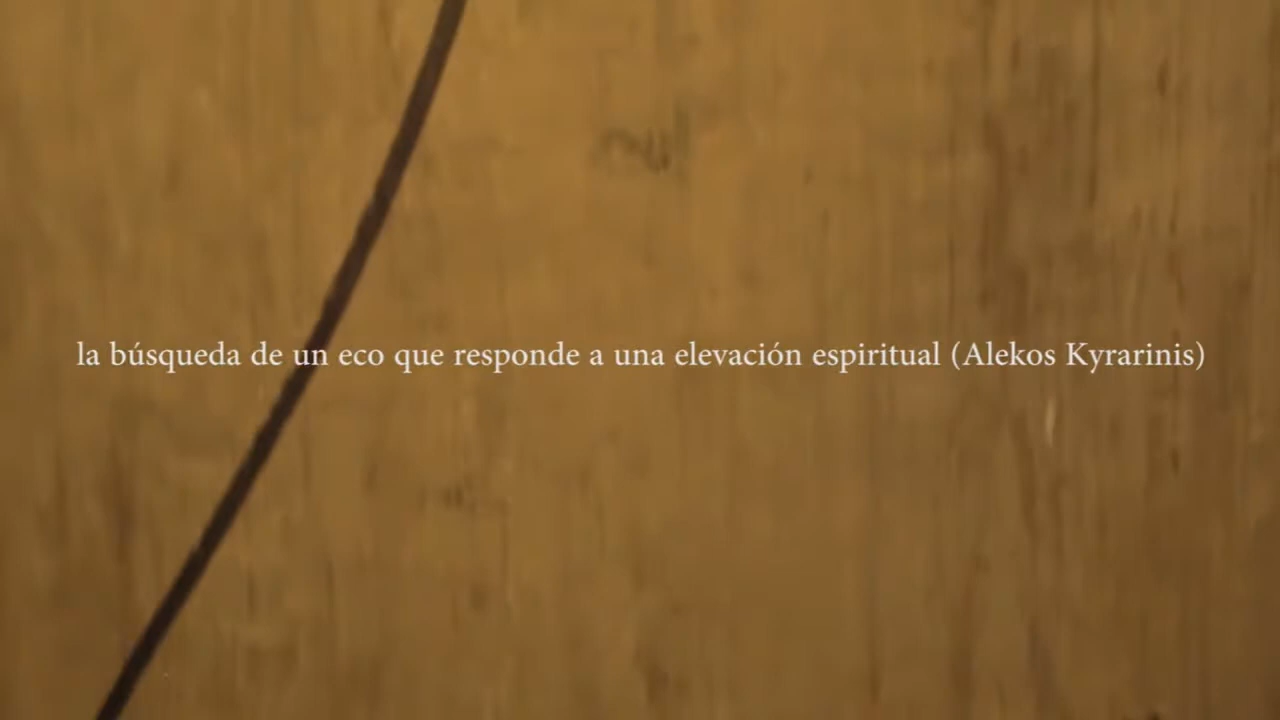 la búsqueda de un eco que responde a una elevación espiritual (Alekos Kyrarinis)